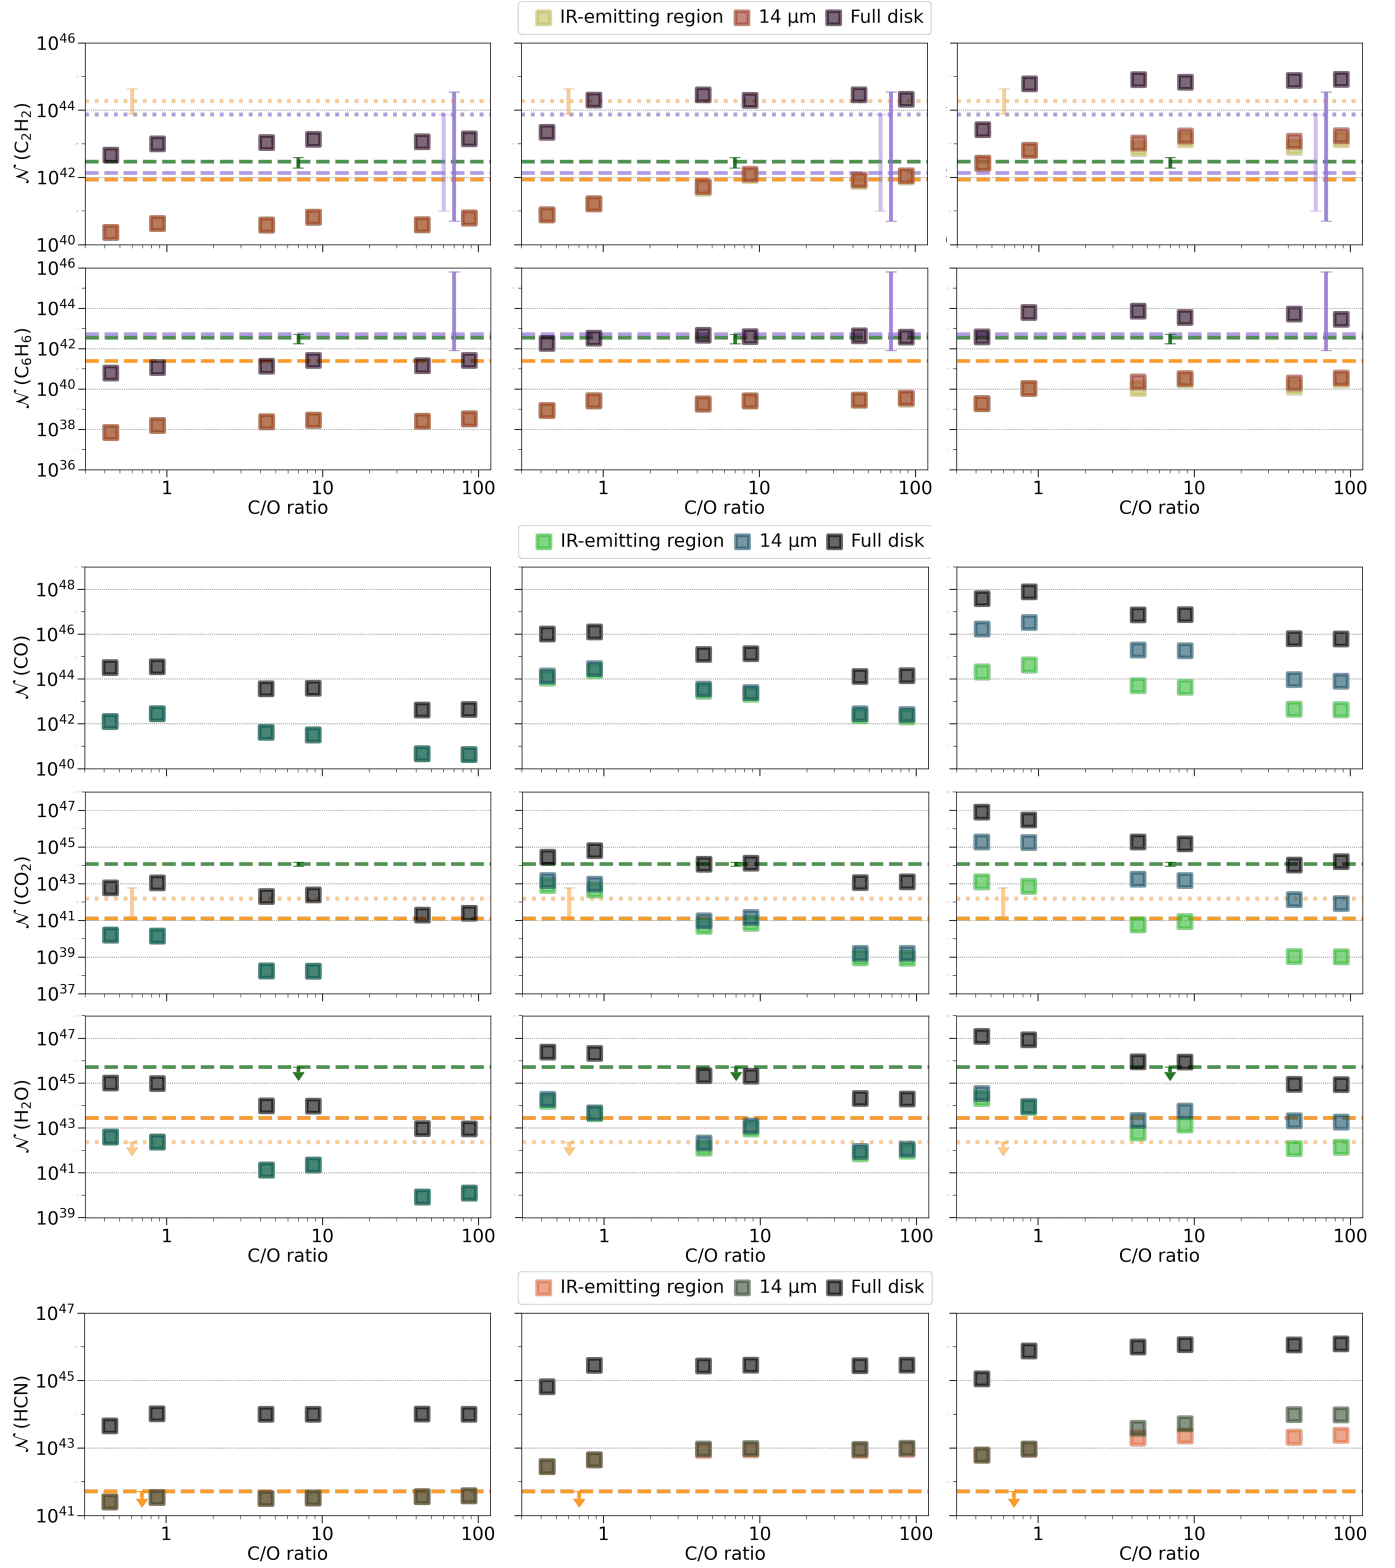 IR-emitting region 14 μm Full disk
10^46
10^44
10^42
10^40
𝒩 (C₂H₂)
10^46
10^44
10^42
10^40
10^38
10^36
𝒩 (C₆H₆)
1 10 100 1 10 100 1 10 100
C/O ratio C/O ratio C/O ratio
IR-emitting region 14 μm Full disk
10^48
10^46
10^44
10^42
10^40
𝒩 (CO)
10^47
10^45
10^43
10^41
10^39
10^37
𝒩 (CO₂)
10^47
10^45
10^43
10^41
10^39
𝒩 (H₂O)
1 10 100 1 10 100 1 10 100
C/O ratio C/O ratio C/O ratio
IR-emitting region 14 μm Full disk
10^47
10^45
10^43
10^41
𝒩 (HCN)
1 10 100 1 10 100 1 10 100
C/O ratio C/O ratio C/O ratio